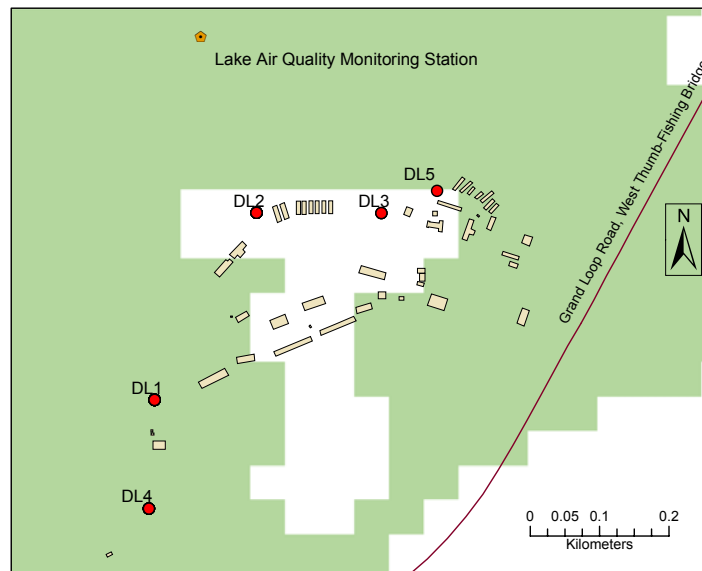 Lake Air Quality Monitoring Station
DL5
DL2
DL3
Grand Loop Road, West Thumb-Fishing Bridge
N
DL1
DL4
0 0.05 0.1 0.2
Kilometers